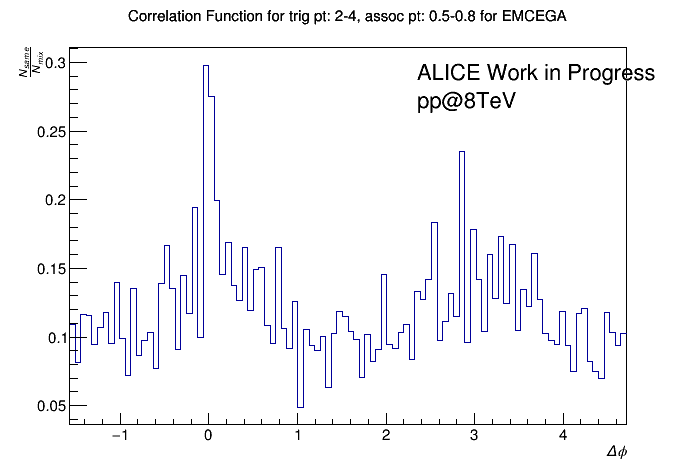 Correlation Function for trig pt: 2-4, assoc pt: 0.5-0.8 for EMCEGA
N_same/N_mix
ALICE Work in Progress
pp@8TeV
0.3
0.25
0.2
0.15
0.1
0.05
−1 0 1 2 3 4
Δϕ